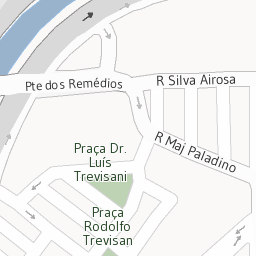 Pte dos Remédios
R Silva Airosa
R Maj Paladino
Praça Dr.
Luís
Trevisani
Praça
Rodolfo
Trevisan